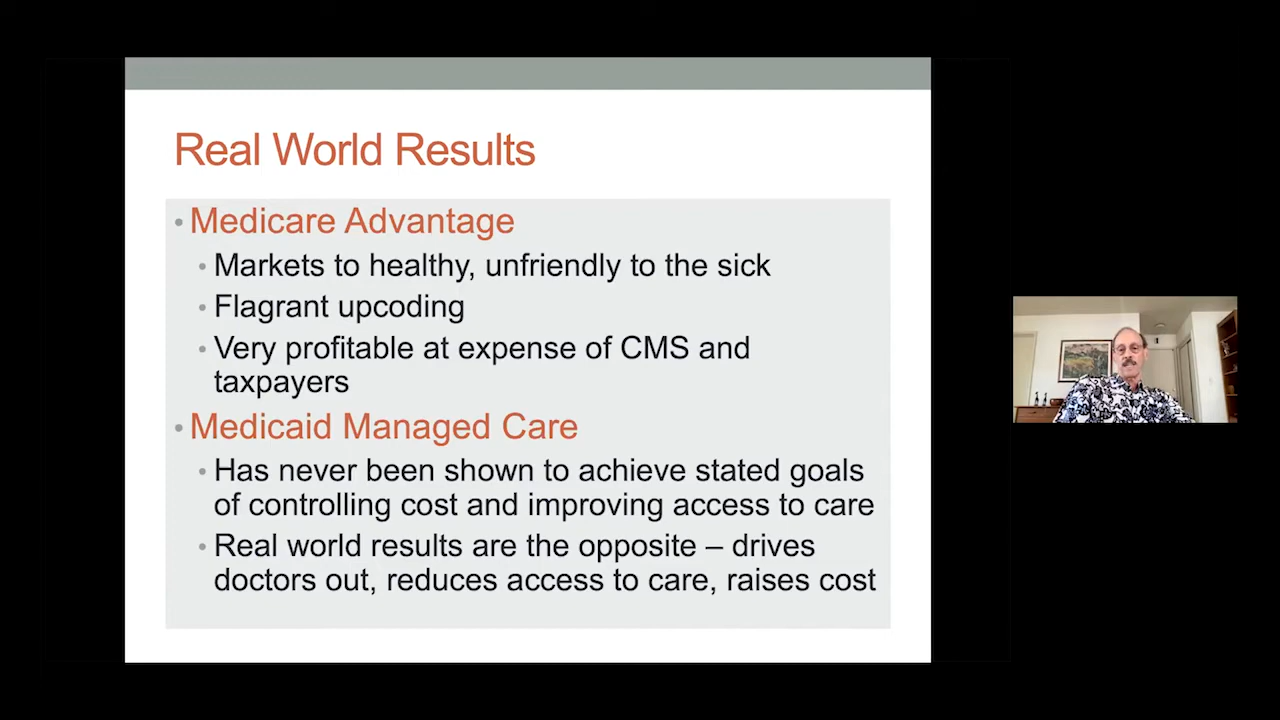 Real World Results
• Medicare Advantage
• Markets to healthy, unfriendly to the sick
• Flagrant upcoding
• Very profitable at expense of CMS and
taxpayers
• Medicaid Managed Care
• Has never been shown to achieve stated goals
of controlling cost and improving access to care
• Real world results are the opposite – drives
doctors out, reduces access to care, raises cost